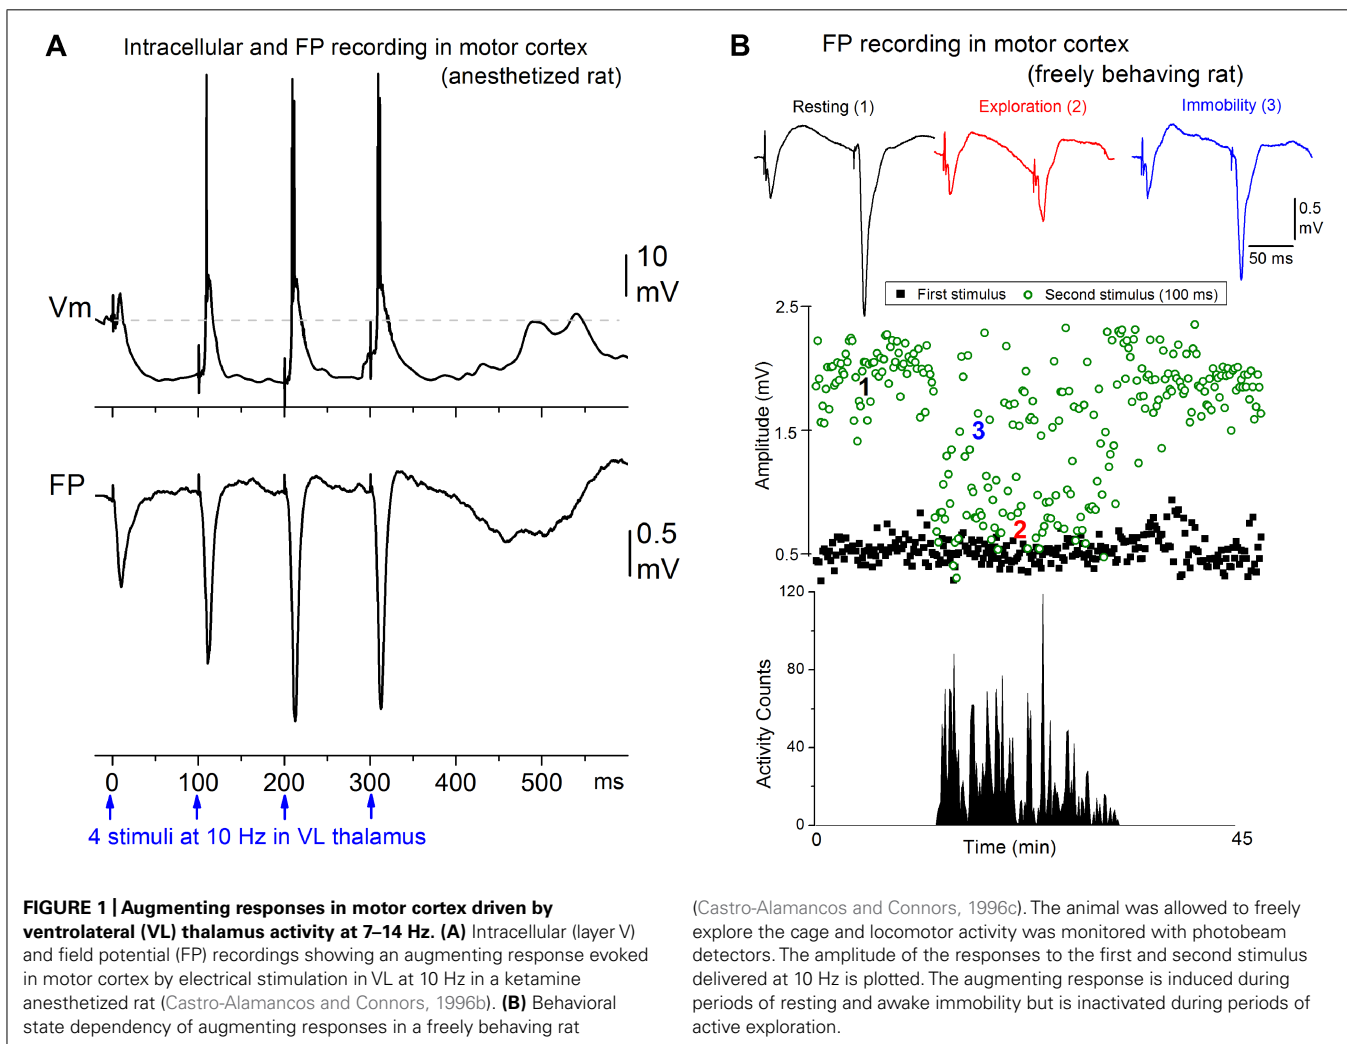 A
Intracellular and FP recording in motor cortex
(anesthetized rat)
10
mV
Vm
FP
0.5
mV
0 100 200 300 400 500 ms
4 stimuli at 10 Hz in VL thalamus
B
FP recording in motor cortex
(freely behaving rat)
Resting (1) Exploration (2) Immobility (3)
0.5
mV
50 ms
First stimulus Second stimulus (100 ms)
2.5
1.5
0.5
Amplitude (mV)
1
3
2
120
80
40
0
Activity Counts
0 45
Time (min)
FIGURE 1 | Augmenting responses in motor cortex driven by
ventrolateral (VL) thalamus activity at 7–14 Hz. (A) Intracellular (layer V)
and field potential (FP) recordings showing an augmenting response evoked
in motor cortex by electrical stimulation in VL at 10 Hz in a ketamine
anesthetized rat (Castro-Alamancos and Connors, 1996b). (B) Behavioral
state dependency of augmenting responses in a freely behaving rat
(Castro-Alamancos and Connors, 1996c). The animal was allowed to freely
explore the cage and locomotor activity was monitored with photobeam
detectors. The amplitude of the responses to the first and second stimulus
delivered at 10 Hz is plotted. The augmenting response is induced during
periods of resting and awake immobility but is inactivated during periods of
active exploration.